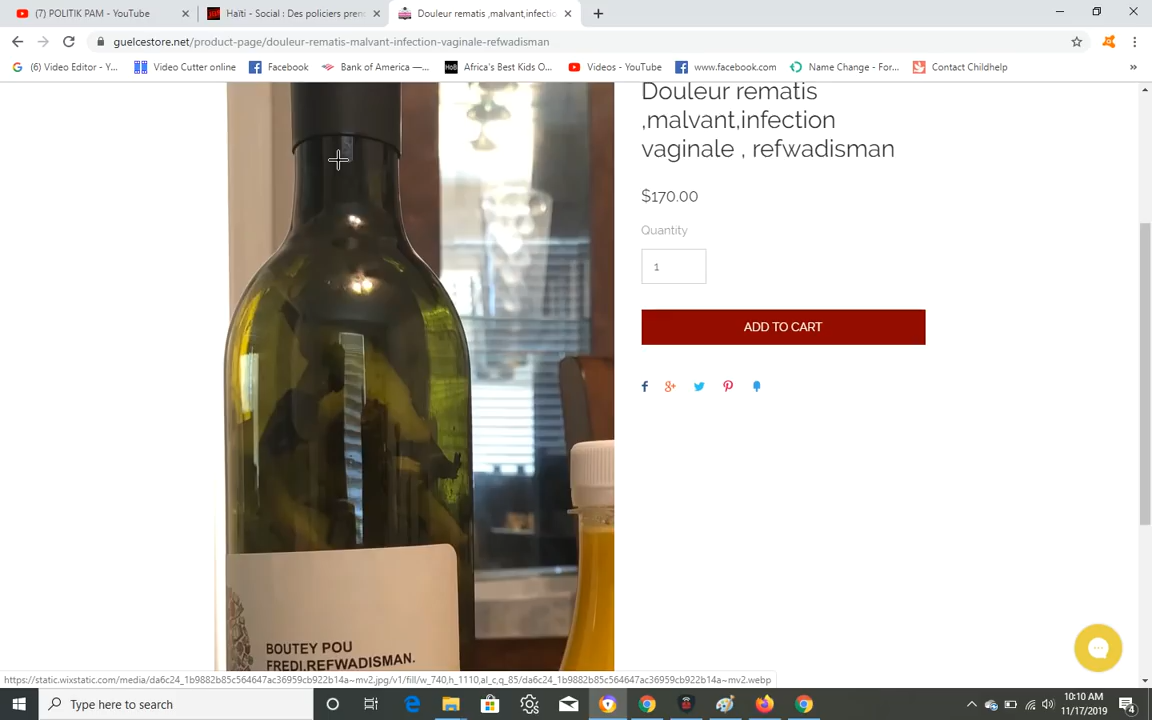 (7) POLITIK PAM - YouTube
Haïti - Social : Des policiers pren
Douleur rematis ,malvant,infectio
guelcestore.net/product-page/douleur-rematis-malvant-infection-vaginale-refwadisman
(6) Video Editor - Y...
Video Cutter online
Facebook
Bank of America —...
Africa's Best Kids O...
Videos - YouTube
www.facebook.com
Name Change - For...
Contact Childhelp
»
Douleur rematis
,malvant,infection
vaginale , refwadisman
$170.00
Quantity
1
ADD TO CART
BOUTEY POU
FREDI.REFWADISMAN.
https://static.wixstatic.com/media/da6c24_1b9882b85c564647ac36959cb922b14a~mv2.jpg/v1/fill/w_740,h_1110,al_c,q_85/da6c24_1b9882b85c564647ac36959cb922b14a~mv2.webp
Type here to search
10:10 AM
11/17/2019
4